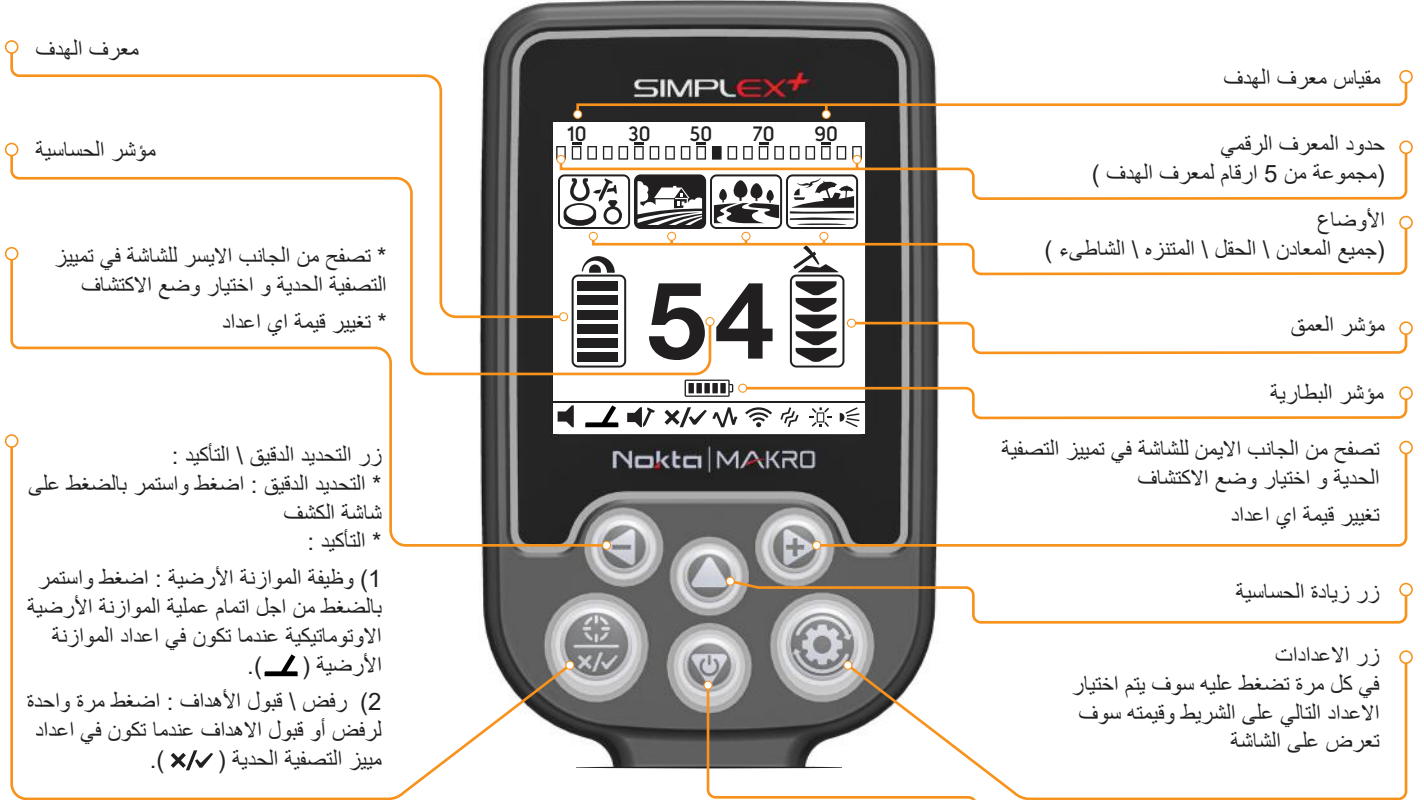 معرف الهدف
مؤشر الحساسية
* تصفح من الجانب الايسر للشاشة في تمييز
التصفية الحدية و اختيار وضع الاكتشاف
* تغيير قيمة اي اعداد
زر التحديد الدقيق \ التأكيد :
* التحديد الدقيق : اضغط واستمر بالضغط على
شاشة الكشف
* التأكيد :
1) وظيفة الموازنة الأرضية : اضغط واستمر
بالضغط من اجل اتمام عملية الموازنة الأرضية
الاوتوماتيكية عندما تكون في اعداد الموازنة
الأرضية ( ).
2) رفض \ قبول الأهداف : اضغط مرة واحدة
لرفض أو قبول الاهداف عندما تكون في اعداد
مييز التصفية الحدية ( ×/✓ ).
SIMPLEX+
10 30 50 70 90
54
×/✓
Nokta|MAKRO
- +
×/✓
مقياس معرف الهدف
حدود المعرف الرقمي
(مجموعة من 5 ارقام لمعرف الهدف )
الأوضاع
(جميع المعادن \ الحقل \ المتنزه \ الشاطىء )
مؤشر العمق
مؤشر البطارية
تصفح من الجانب الايمن للشاشة في تمييز التصفية
الحدية و اختيار وضع الاكتشاف
تغيير قيمة اي اعداد
زر زيادة الحساسية
زر الاعدادات
في كل مرة تضغط عليه سوف يتم اختيار
الاعداد التالي على الشريط وقيمته سوف
تعرض على الشاشة